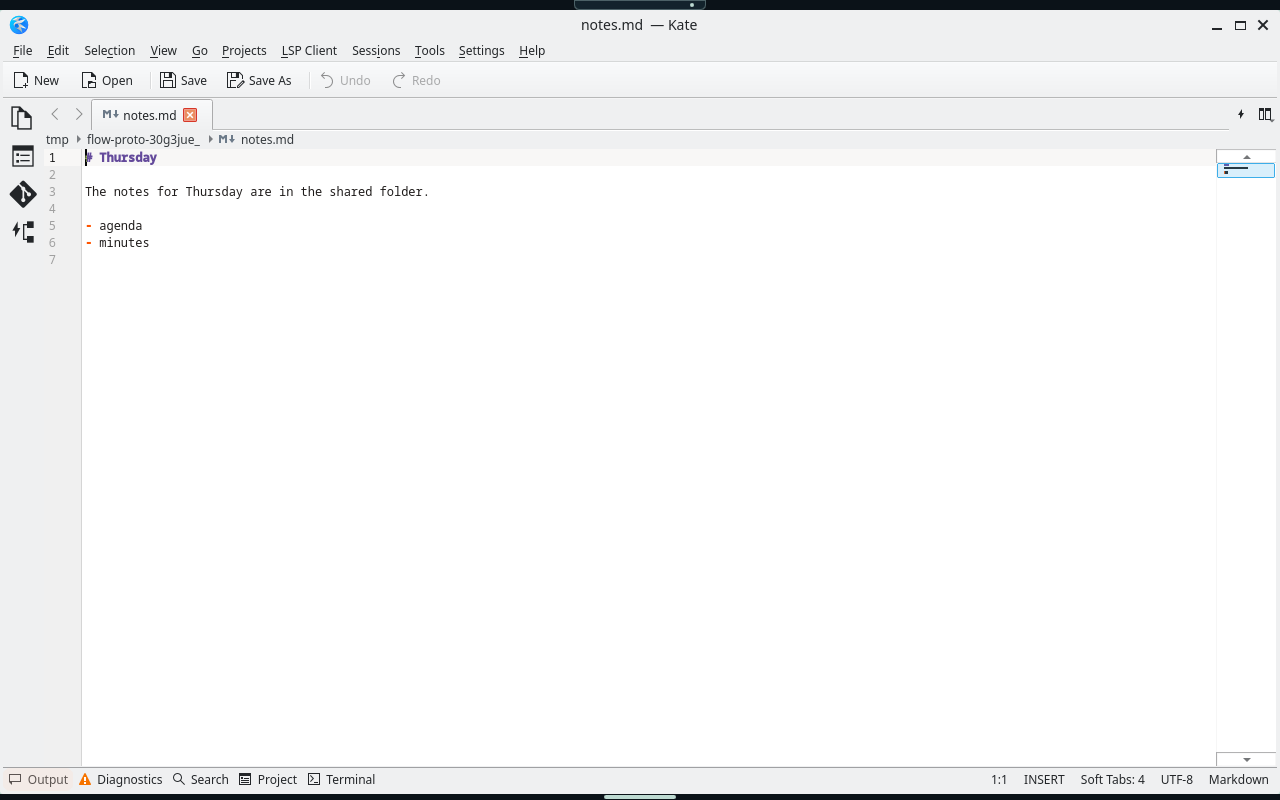 notes.md — Kate
File Edit Selection View Go Projects LSP Client Sessions Tools Settings Help
New Open Save Save As Undo Redo
notes.md
tmp flow-proto-30g3jue_ notes.md
1 # Thursday
2
3 The notes for Thursday are in the shared folder.
4
5 - agenda
6 - minutes
7
Output Diagnostics Search Project Terminal 1:1 INSERT Soft Tabs: 4 UTF-8 Markdown